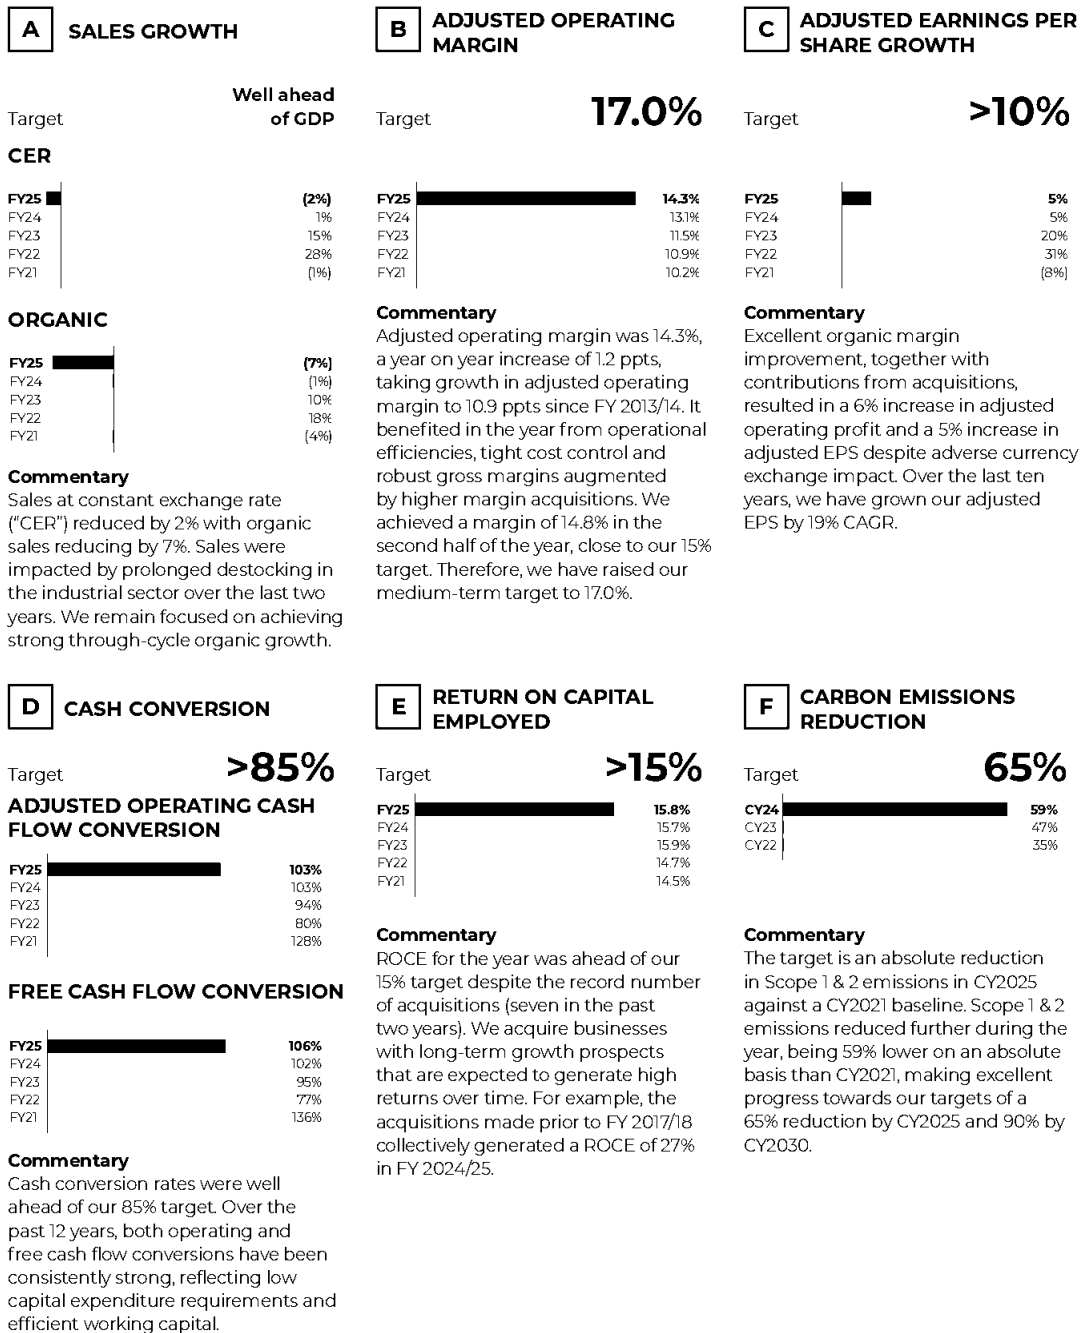 A SALES GROWTH
Target
Well ahead
of GDP
CER
FY25 (2%)
FY24 1%
FY23 15%
FY22 28%
FY21 (1%)
ORGANIC
FY25 (7%)
FY24 (1%)
FY23 10%
FY22 18%
FY21 (4%)
Commentary
Sales at constant exchange rate
(“CER”) reduced by 2% with organic
sales reducing by 7%. Sales were
impacted by prolonged destocking in
the industrial sector over the last two
years. We remain focused on achieving
strong through-cycle organic growth.
B ADJUSTED OPERATING
MARGIN
Target 17.0%
FY25 14.3%
FY24 13.1%
FY23 11.5%
FY22 10.9%
FY21 10.2%
Commentary
Adjusted operating margin was 14.3%,
a year on year increase of 1.2 ppts,
taking growth in adjusted operating
margin to 10.9 ppts since FY 2013/14. It
benefited in the year from operational
efficiencies, tight cost control and
robust gross margins augmented
by higher margin acquisitions. We
achieved a margin of 14.8% in the
second half of the year, close to our 15%
target. Therefore, we have raised our
medium-term target to 17.0%.
C ADJUSTED EARNINGS PER
SHARE GROWTH
Target >10%
FY25 5%
FY24 5%
FY23 20%
FY22 31%
FY21 (8%)
Commentary
Excellent organic margin
improvement, together with
contributions from acquisitions,
resulted in a 6% increase in adjusted
operating profit and a 5% increase in
adjusted EPS despite adverse currency
exchange impact. Over the last ten
years, we have grown our adjusted
EPS by 19% CAGR.
D CASH CONVERSION
Target >85%
ADJUSTED OPERATING CASH
FLOW CONVERSION
FY25 103%
FY24 103%
FY23 94%
FY22 80%
FY21 128%
FREE CASH FLOW CONVERSION
FY25 106%
FY24 102%
FY23 95%
FY22 77%
FY21 136%
Commentary
Cash conversion rates were well
ahead of our 85% target. Over the
past 12 years, both operating and
free cash flow conversions have been
consistently strong, reflecting low
capital expenditure requirements and
efficient working capital.
E RETURN ON CAPITAL
EMPLOYED
Target >15%
FY25 15.8%
FY24 15.7%
FY23 15.9%
FY22 14.7%
FY21 14.5%
Commentary
ROCE for the year was ahead of our
15% target despite the record number
of acquisitions (seven in the past
two years). We acquire businesses
with long-term growth prospects
that are expected to generate high
returns over time. For example, the
acquisitions made prior to FY 2017/18
collectively generated a ROCE of 27%
in FY 2024/25.
F CARBON EMISSIONS
REDUCTION
Target 65%
CY24 59%
CY23 47%
CY22 35%
Commentary
The target is an absolute reduction
in Scope 1 & 2 emissions in CY2025
against a CY2021 baseline. Scope 1 & 2
emissions reduced further during the
year, being 59% lower on an absolute
basis than CY2021, making excellent
progress towards our targets of a
65% reduction by CY2025 and 90% by
CY2030.